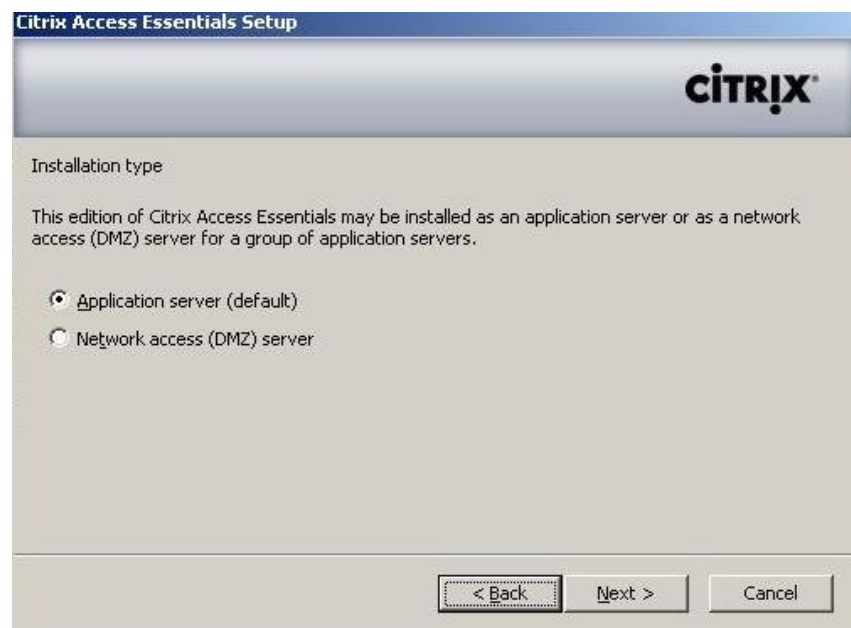 Citrix Access Essentials Setup
CİTRIX
Installation type
This edition of Citrix Access Essentials may be installed as an application server or as a network
access (DMZ) server for a group of application servers.
Application server (default)
Network access (DMZ) server
< Back
Next >
Cancel